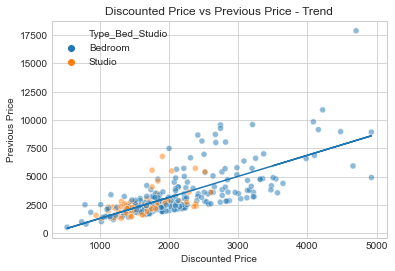 Discounted Price vs Previous Price - Trend
Type_Bed_Studio
Bedroom
Studio
17500
15000
12500
10000
7500
5000
2500
0
Previous Price
1000
2000
3000
4000
5000
Discounted Price